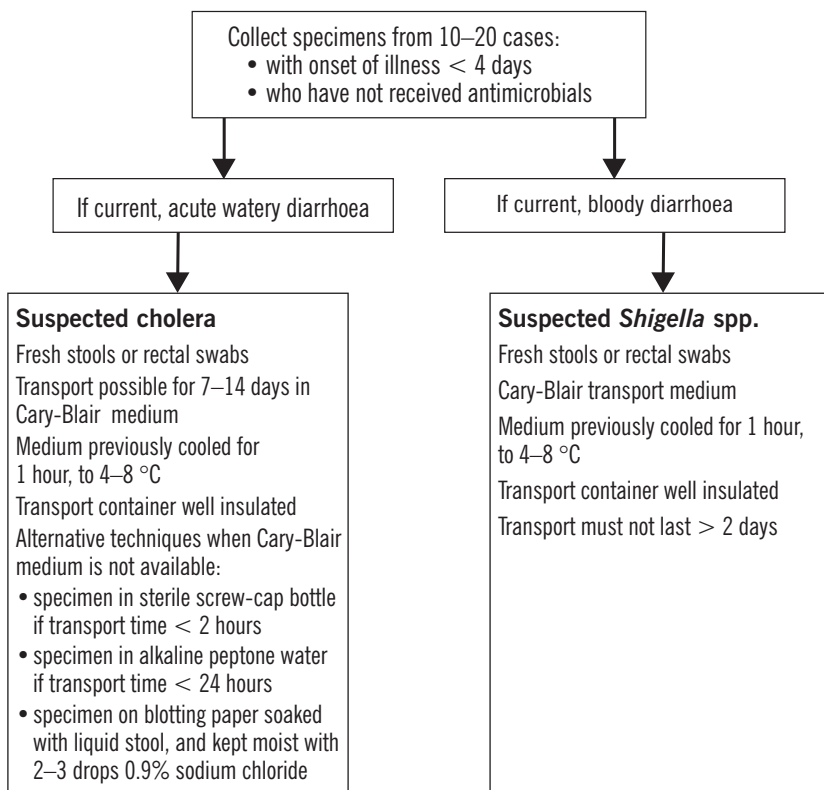 Collect specimens from 10–20 cases:
• with onset of illness < 4 days
• who have not received antimicrobials
If current, acute watery diarrhoea
If current, bloody diarrhoea
Suspected cholera
Fresh stools or rectal swabs
Transport possible for 7–14 days in
Cary-Blair medium
Medium previously cooled for
1 hour, to 4–8 °C
Transport container well insulated
Alternative techniques when Cary-Blair
medium is not available:
• specimen in sterile screw-cap bottle
if transport time < 2 hours
• specimen in alkaline peptone water
if transport time < 24 hours
• specimen on blotting paper soaked
with liquid stool, and kept moist with
2–3 drops 0.9% sodium chloride
Suspected Shigella spp.
Fresh stools or rectal swabs
Cary-Blair transport medium
Medium previously cooled for 1 hour,
to 4–8 °C
Transport container well insulated
Transport must not last > 2 days